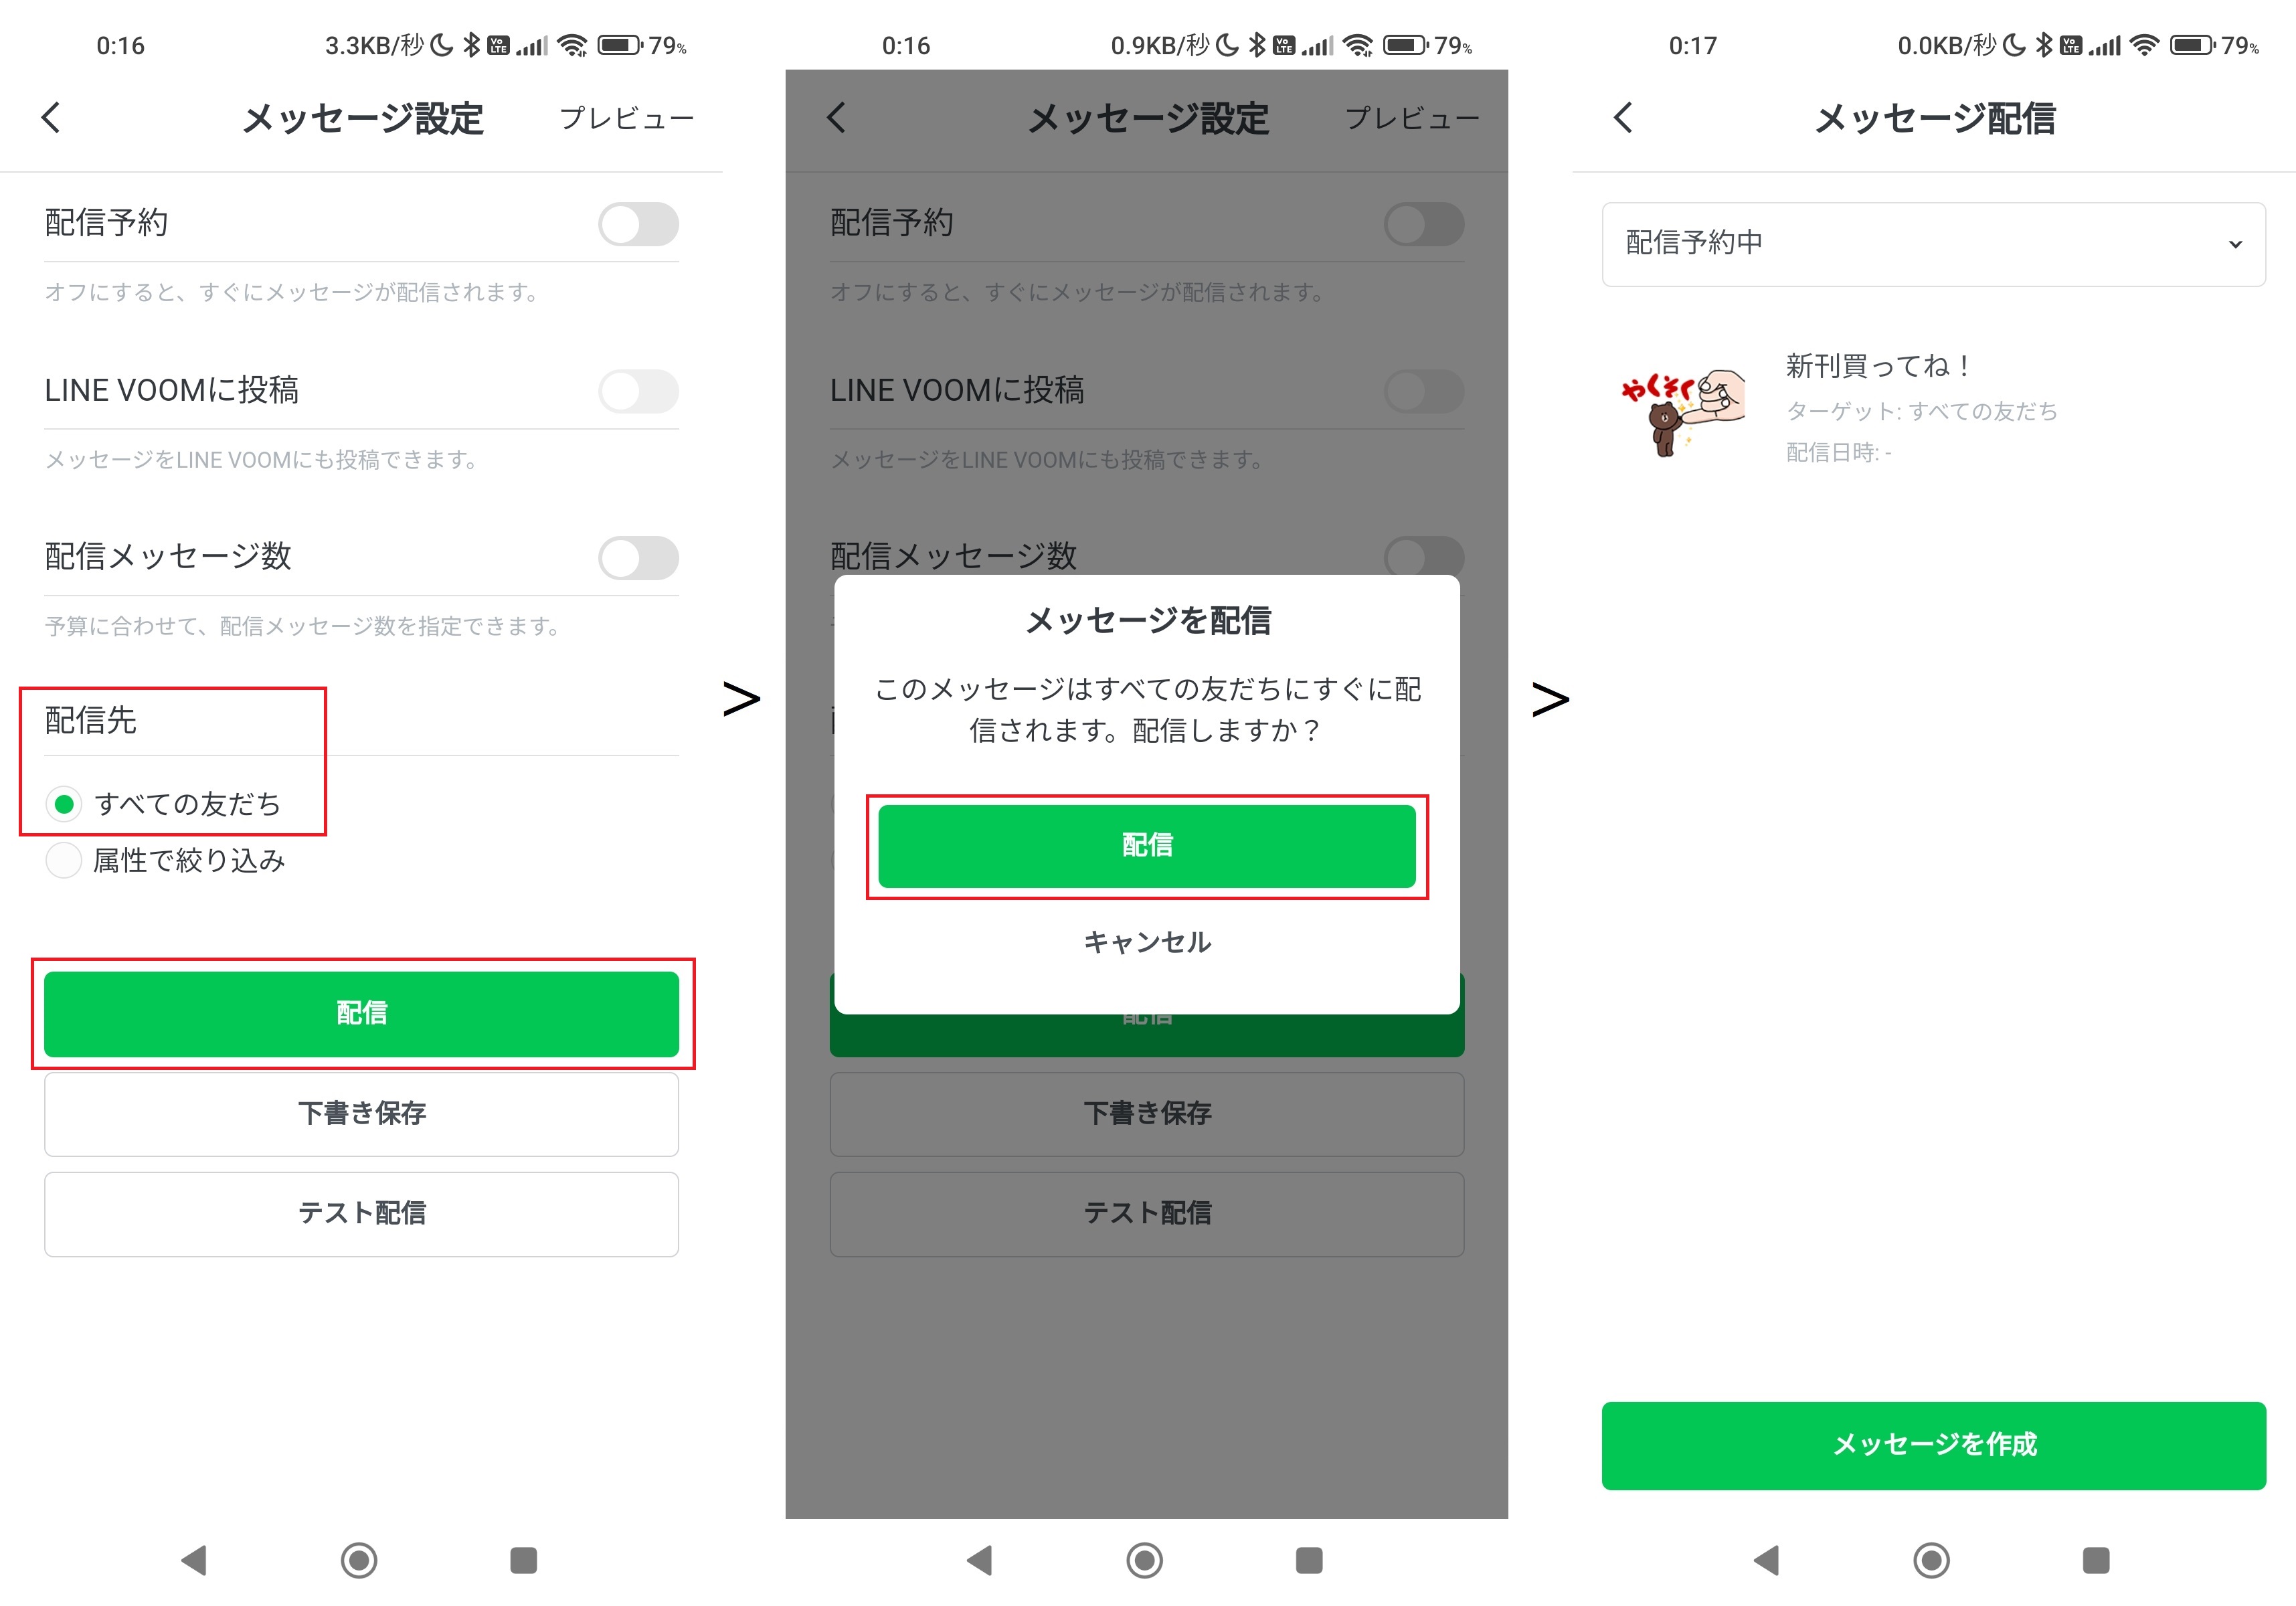 0:16 3.3KB/秒 Vo LTE 79%
メッセージ設定 プレビュー
配信予約
オフにすると、すぐにメッセージが配信されます。
LINE VOOMに投稿
メッセージをLINE VOOMにも投稿できます。
配信メッセージ数
予算に合わせて、配信メッセージ数を指定できます。
配信先
すべての友だち
属性で絞り込み
配信
下書き保存
テスト配信
>
0:16 0.9KB/秒 Vo LTE 79%
メッセージ設定 プレビュー
配信予約
オフにすると、すぐにメッセージが配信されます。
LINE VOOMに投稿
メッセージをLINE VOOMにも投稿できます。
配信メッセージ数
メッセージを配信
このメッセージはすべての友だちにすぐに配
信されます。配信しますか？
配信
キャンセル
配信
下書き保存
テスト配信
>
0:17 0.0KB/秒 Vo LTE 79%
メッセージ配信
配信予約中
やくそく
新刊買ってね！
ターゲット: すべての友だち
配信日時: -
メッセージを作成